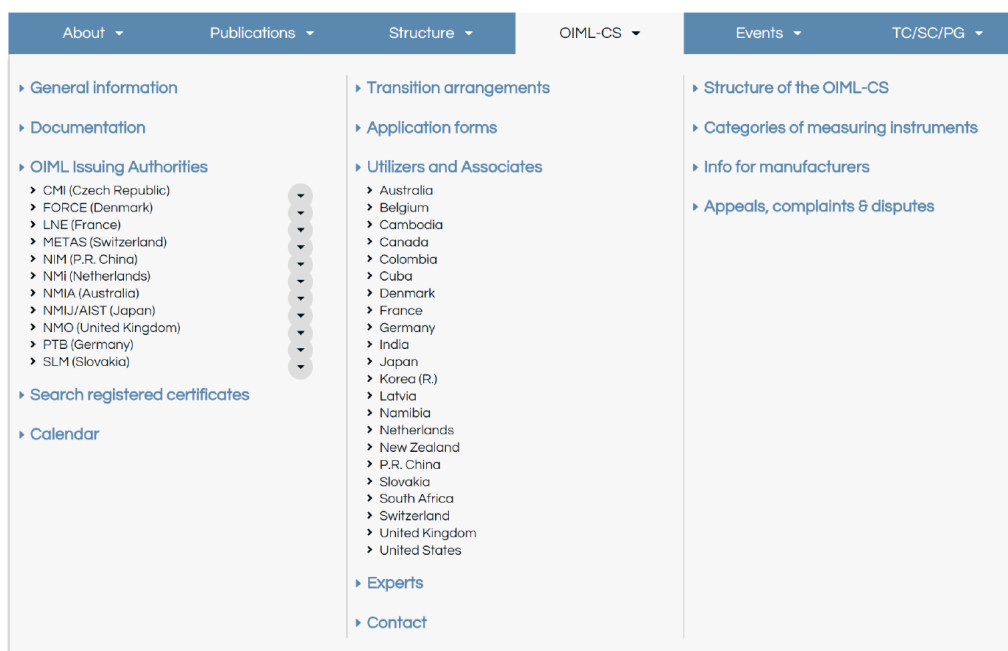 About
Publications
Structure
OIML-CS
Events
TC/SC/PG
General information
Documentation
OIML Issuing Authorities
CMI (Czech Republic)
FORCE (Denmark)
LNE (France)
METAS (Switzerland)
NIM (P.R. China)
NMi (Netherlands)
NMIA (Australia)
NMIJ/AIST (Japan)
NMO (United Kingdom)
PTB (Germany)
SLM (Slovakia)
Search registered certificates
Calendar
Transition arrangements
Application forms
Utilizers and Associates
Australia
Belgium
Cambodia
Canada
Colombia
Cuba
Denmark
France
Germany
India
Japan
Korea (R.)
Latvia
Namibia
Netherlands
New Zealand
P.R. China
Slovakia
South Africa
Switzerland
United Kingdom
United States
Experts
Contact
Structure of the OIML-CS
Categories of measuring instruments
Info for manufacturers
Appeals, complaints & disputes